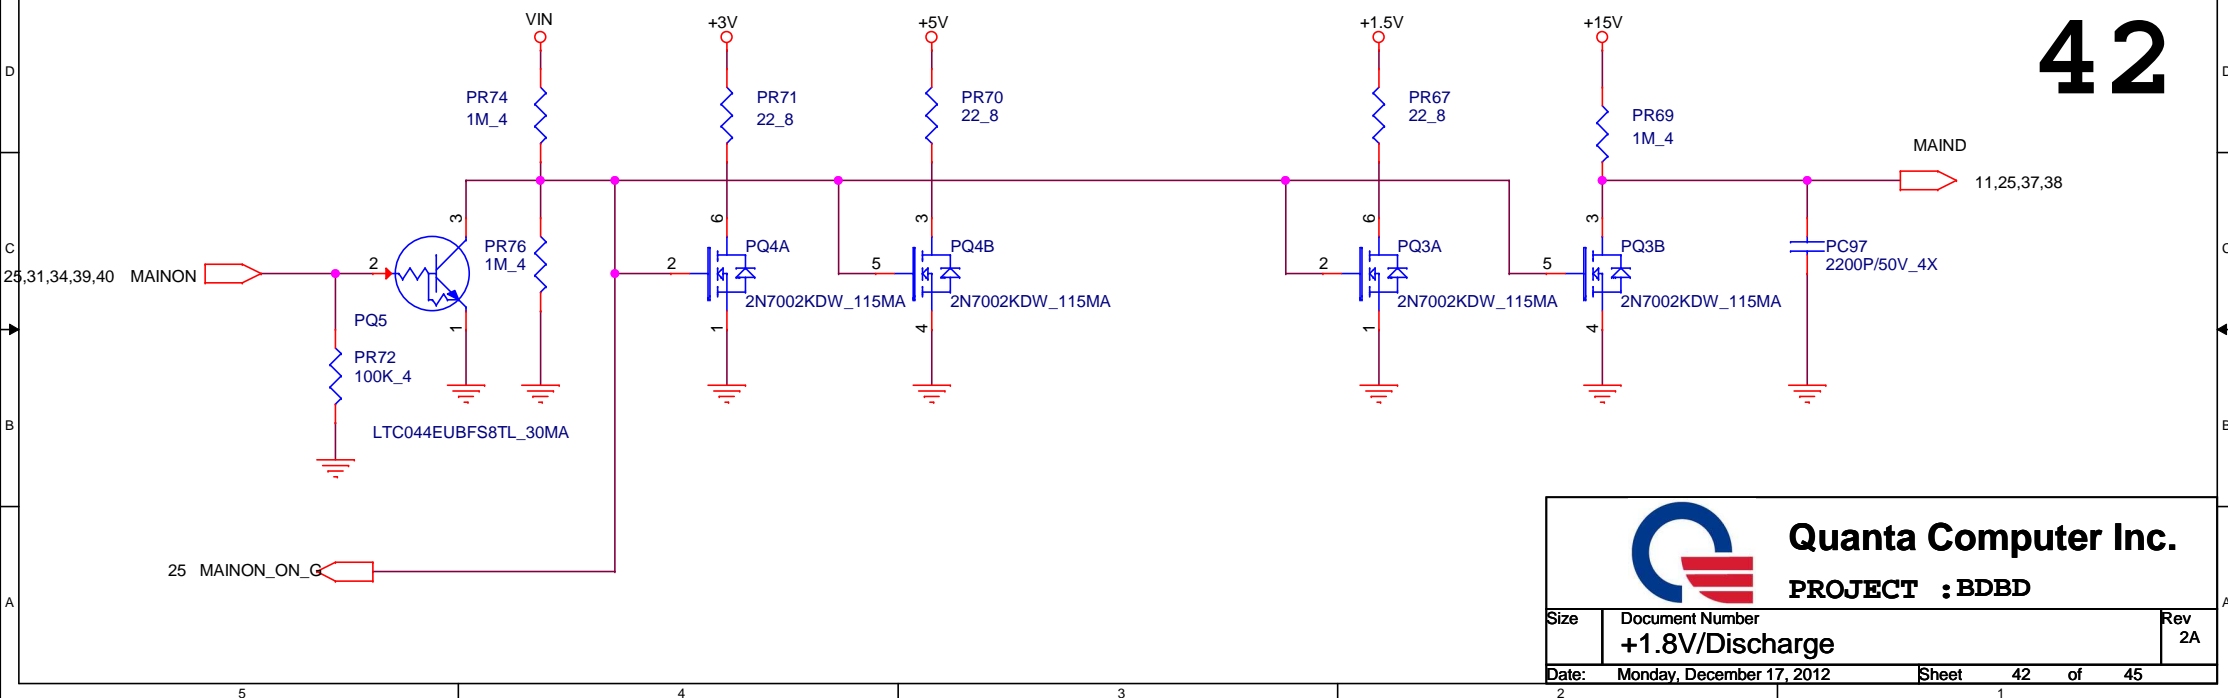 VIN
+3V
+5V
+1.5V
+15V
42
D
D
PR74
1M_4
PR71
22_8
PR70
22_8
PR67
22_8
PR69
1M_4
MAIND
11,25,37,38
3
6
3
6
3
C
PR76
1M_4
PQ4A
PQ4B
PQ3A
PQ3B
PC97
2200P/50V_4X
25,31,34,39,40 MAINON
2
2
5
2
5
2N7002KDW_115MA
2N7002KDW_115MA
2N7002KDW_115MA
2N7002KDW_115MA
PQ5
1
1
4
1
4
PR72
100K_4
B
LTC044EUBFS8TL_30MA
25 MAINON_ON_G
A
Quanta Computer Inc.
PROJECT : BDBD
Size
Document Number
Rev
+1.8V/Discharge
2A
Date: Monday, December 17, 2012
Sheet 42 of 45
5
4
3
2
1